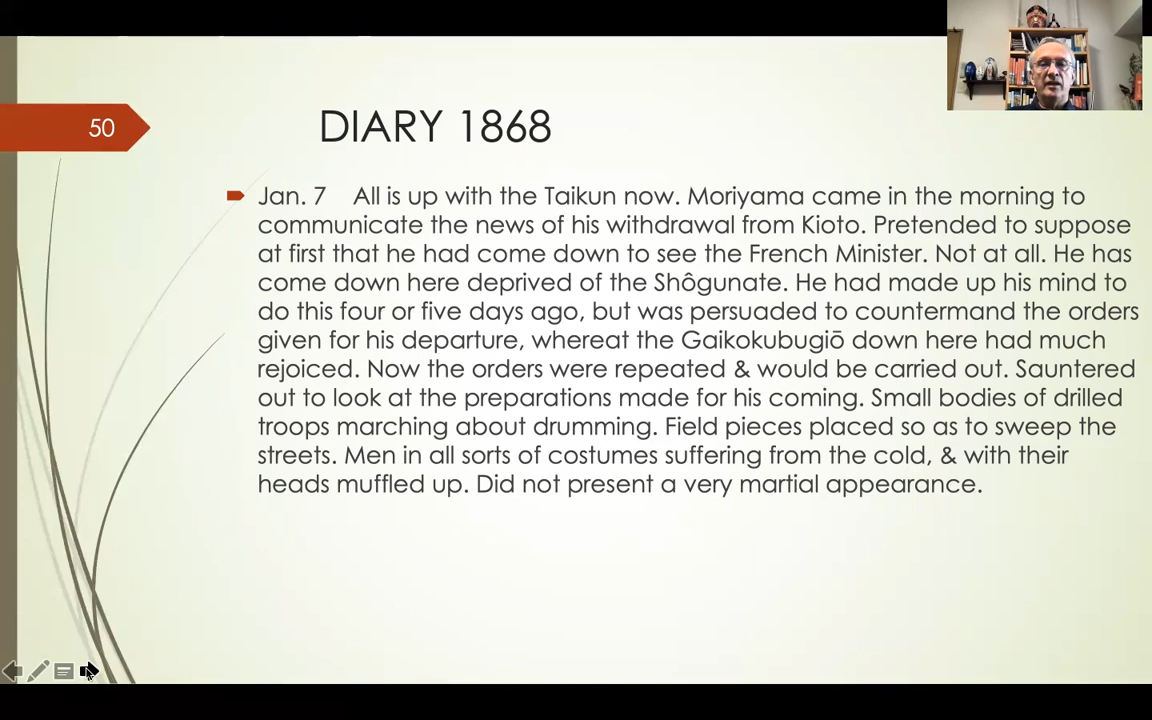 50
DIARY 1868
Jan. 7 All is up with the Taikun now. Moriyama came in the morning to
communicate the news of his withdrawal from Kioto. Pretended to suppose
at first that he had come down to see the French Minister. Not at all. He has
come down here deprived of the Shôgunate. He had made up his mind to
do this four or five days ago, but was persuaded to countermand the orders
given for his departure, whereat the Gaikokubugiō down here had much
rejoiced. Now the orders were repeated & would be carried out. Sauntered
out to look at the preparations made for his coming. Small bodies of drilled
troops marching about drumming. Field pieces placed so as to sweep the
streets. Men in all sorts of costumes suffering from the cold, & with their
heads muffled up. Did not present a very martial appearance.